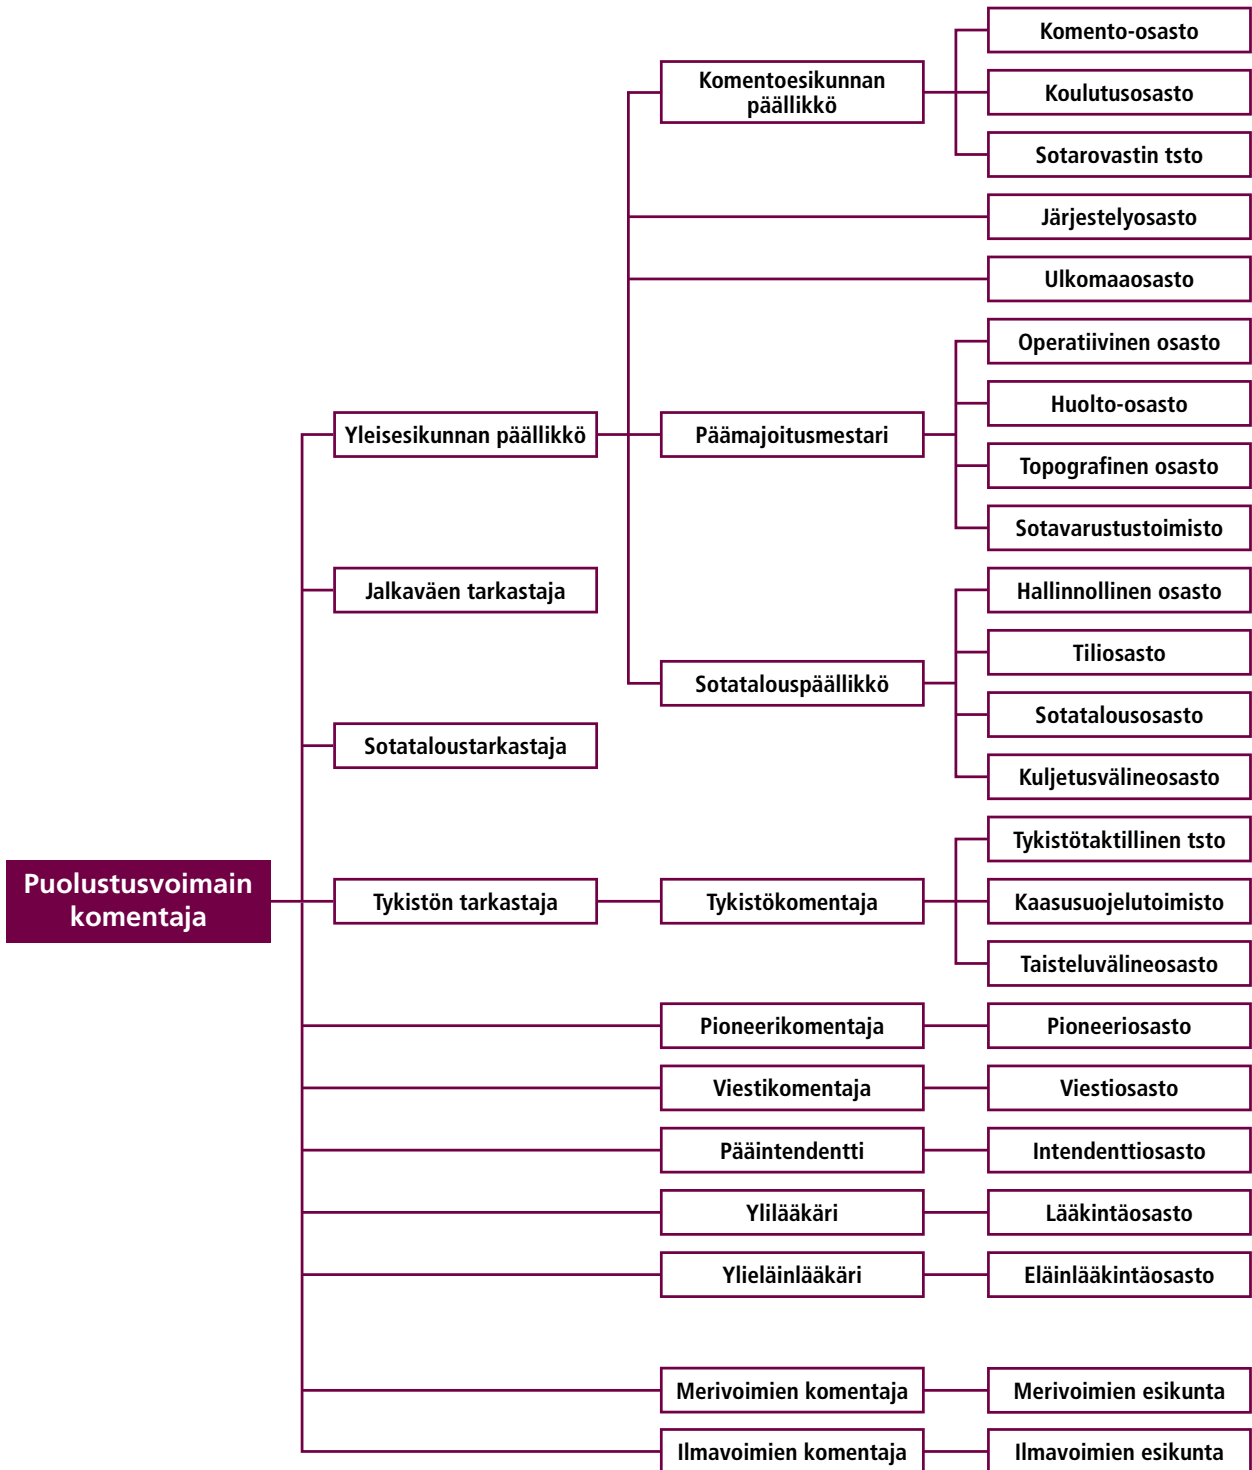 Komento-osasto
Komentoesikunnan
päällikkö
Koulutusosasto
Sotarovastin tsto
Järjestelyosasto
Ulkomaaosasto
Operatiivinen osasto
Huolto-osasto
Yleisesikunnan päällikkö
Päämajoitusmestari
Topografinen osasto
Sotavarustustoimisto
Jalkaväen tarkastaja
Hallinnollinen osasto
Tiliosasto
Sotatalouspäällikkö
Sotatalousosasto
Sotataloustarkastaja
Kuljetusvälineosasto
Tykistötaktillinen tsto
Puolustusvoimain
komentaja
Tykistön tarkastaja
Tykistökomentaja
Kaasusuojelutoimisto
Taisteluvälineosasto
Pioneerikomentaja
Pioneeriosasto
Viestikomentaja
Viestiosasto
Pääintendentti
Intendenttiosasto
Ylilääkäri
Lääkintäosasto
Ylieläinlääkäri
Eläinlääkintäosasto
Merivoimien komentaja
Merivoimien esikunta
Ilmavoimien komentaja
Ilmavoimien esikunta